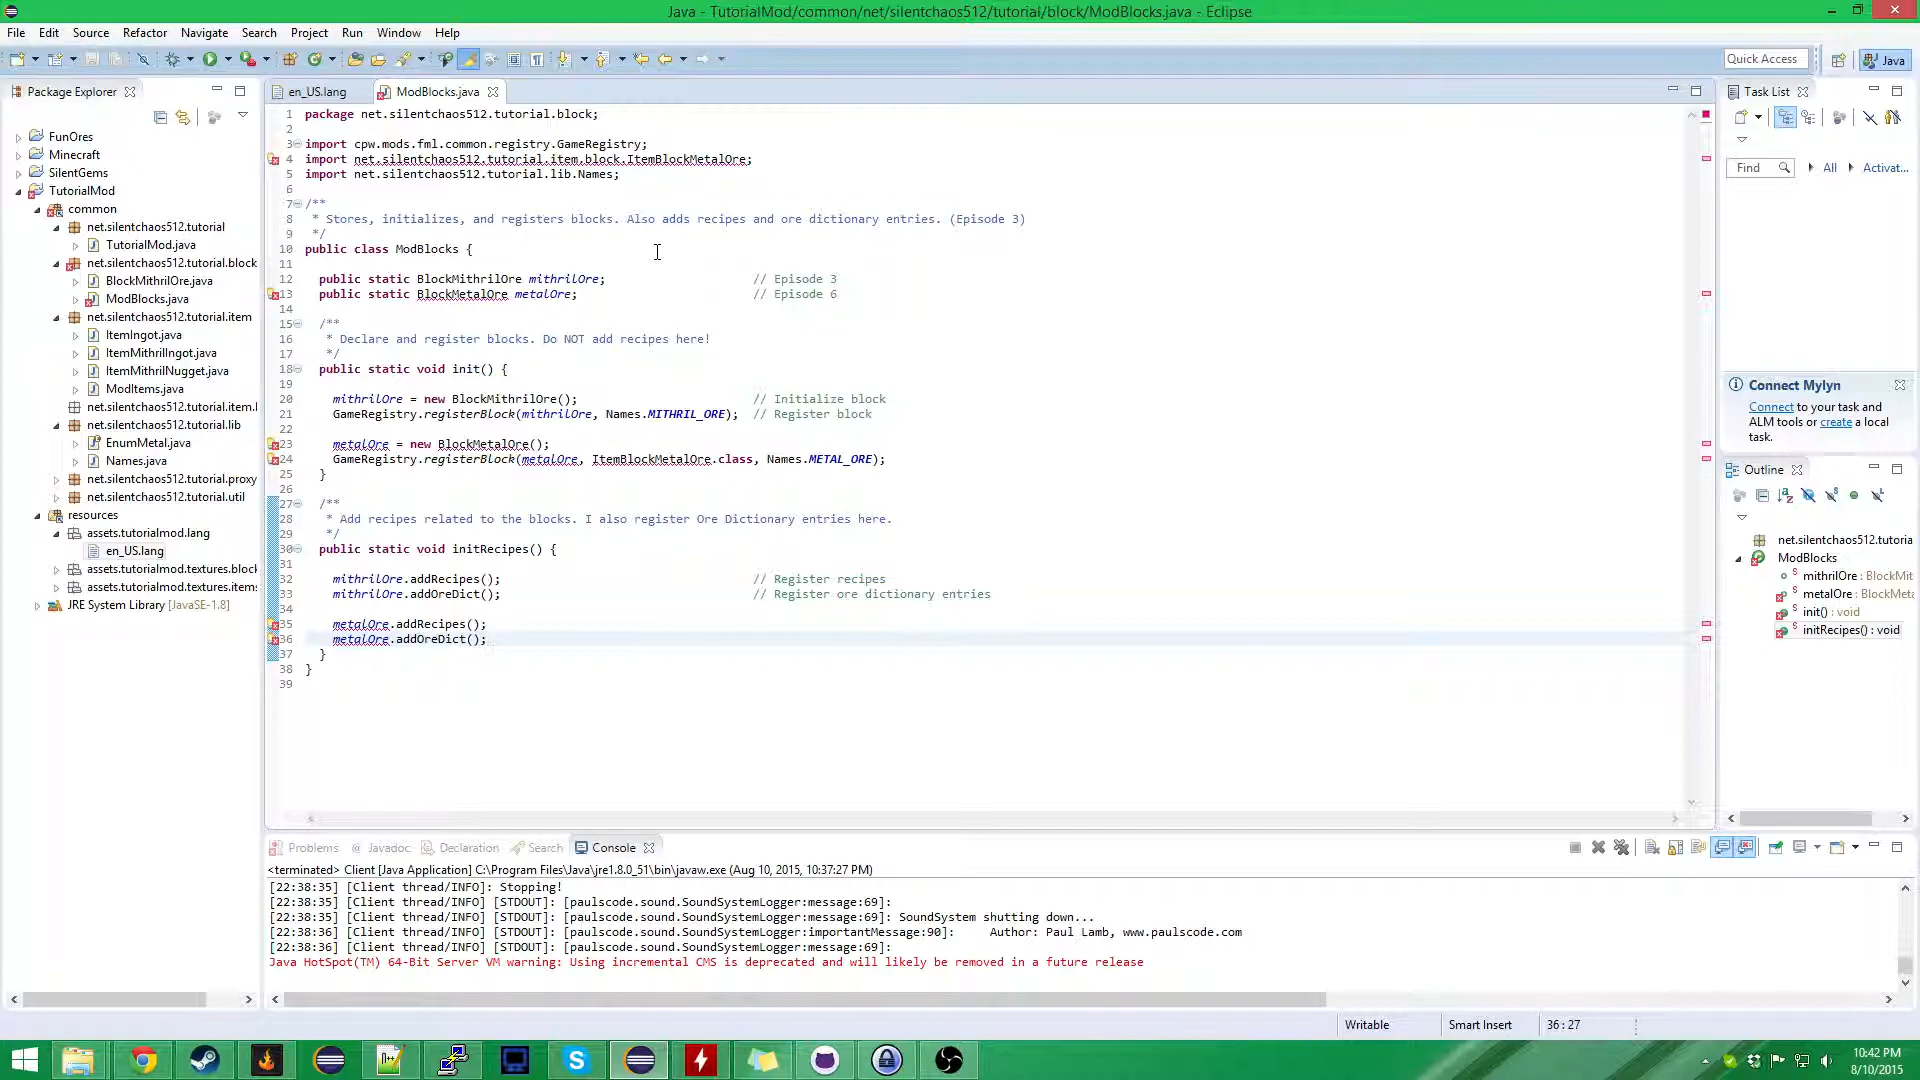 Java - TutorialMod/common/net/silentchaos512/tutorial/block/ModBlocks.java - Eclipse
File Edit Source Refactor Navigate Search Project Run Window Help
Quick Access
Java
Package Explorer
FunOres
Minecraft
SilentGems
TutorialMod
common
net.silentchaos512.tutorial
TutorialMod.java
net.silentchaos512.tutorial.block
BlockMithrilOre.java
ModBlocks.java
net.silentchaos512.tutorial.item
ItemIngot.java
ItemMithrilIngot.java
ItemMithrilNugget.java
ModItems.java
net.silentchaos512.tutorial.item.l
net.silentchaos512.tutorial.lib
EnumMetal.java
Names.java
net.silentchaos512.tutorial.proxy
net.silentchaos512.tutorial.util
resources
assets.tutorialmod.lang
en_US.lang
assets.tutorialmod.textures.block
assets.tutorialmod.textures.item:
JRE System Library [JavaSE-1.8]
en_US.lang
ModBlocks.java
1 package net.silentchaos512.tutorial.block;
2
3 import cpw.mods.fml.common.registry.GameRegistry;
4 import net.silentchaos512.tutorial.item.block.ItemBlockMetalOre;
5 import net.silentchaos512.tutorial.lib.Names;
6
7 /**
8 * Stores, initializes, and registers blocks. Also adds recipes and ore dictionary entries. (Episode 3)
9 */
10 public class ModBlocks {
11
12 public static BlockMithrilOre mithrilOre; // Episode 3
13 public static BlockMetalOre metalOre; // Episode 6
14
15 /**
16 * Declare and register blocks. Do NOT add recipes here!
17 */
18 public static void init() {
19
20 mithrilOre = new BlockMithrilOre(); // Initialize block
21 GameRegistry.registerBlock(mithrilOre, Names.MITHRIL_ORE); // Register block
22
23 metalOre = new BlockMetalOre();
24 GameRegistry.registerBlock(metalOre, ItemBlockMetalOre.class, Names.METAL_ORE);
25 }
26
27 /**
28 * Add recipes related to the blocks. I also register Ore Dictionary entries here.
29 */
30 public static void initRecipes() {
31
32 mithrilOre.addRecipes(); // Register recipes
33 mithrilOre.addOreDict(); // Register ore dictionary entries
34
35 metalOre.addRecipes();
36 metalOre.addOreDict();
37 }
38 }
39
Task List
Find All Activat...
Connect Mylyn
Connect to your task and
ALM tools or create a local
task.
Outline
net.silentchaos512.tutoria
ModBlocks
mithrilOre : BlockMit
metalOre : BlockMeta
init() : void
initRecipes() : void
Problems Javadoc Declaration Search Console
<terminated> Client [Java Application] C:\Program Files\Java\jre1.8.0_51\bin\javaw.exe (Aug 10, 2015, 10:37:27 PM)
[22:38:35] [Client thread/INFO]: Stopping!
[22:38:35] [Client thread/INFO] [STDOUT]: [paulscode.sound.SoundSystemLogger:message:69]:
[22:38:35] [Client thread/INFO] [STDOUT]: [paulscode.sound.SoundSystemLogger:message:69]: SoundSystem shutting down...
[22:38:36] [Client thread/INFO] [STDOUT]: [paulscode.sound.SoundSystemLogger:importantMessage:90]: Author: Paul Lamb, www.paulscode.com
[22:38:36] [Client thread/INFO] [STDOUT]: [paulscode.sound.SoundSystemLogger:message:69]:
Java HotSpot(TM) 64-Bit Server VM warning: Using incremental CMS is deprecated and will likely be removed in a future release
Writable Smart Insert 36 : 27
10:42 PM
8/10/2015